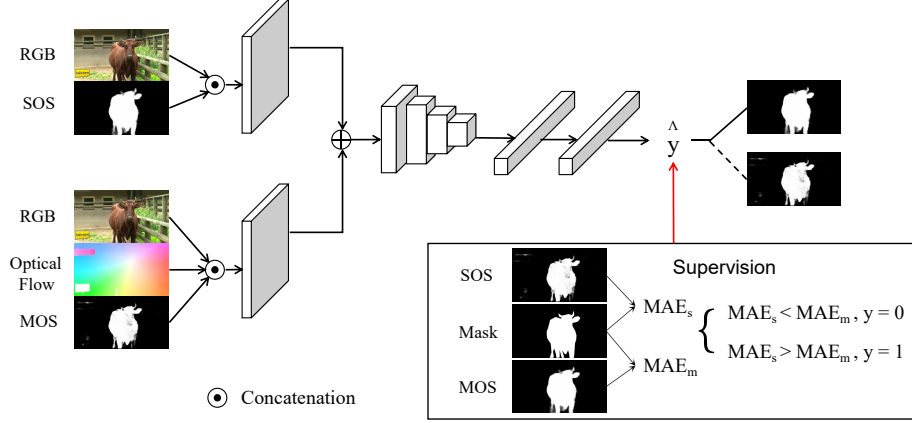 RGB
SOS
RGB
Optical
Flow
MOS
Concatenation
^
y
Supervision
SOS
Mask
MOS
MAEs
MAEm
MAEs < MAEm , y = 0
MAEs > MAEm , y = 1